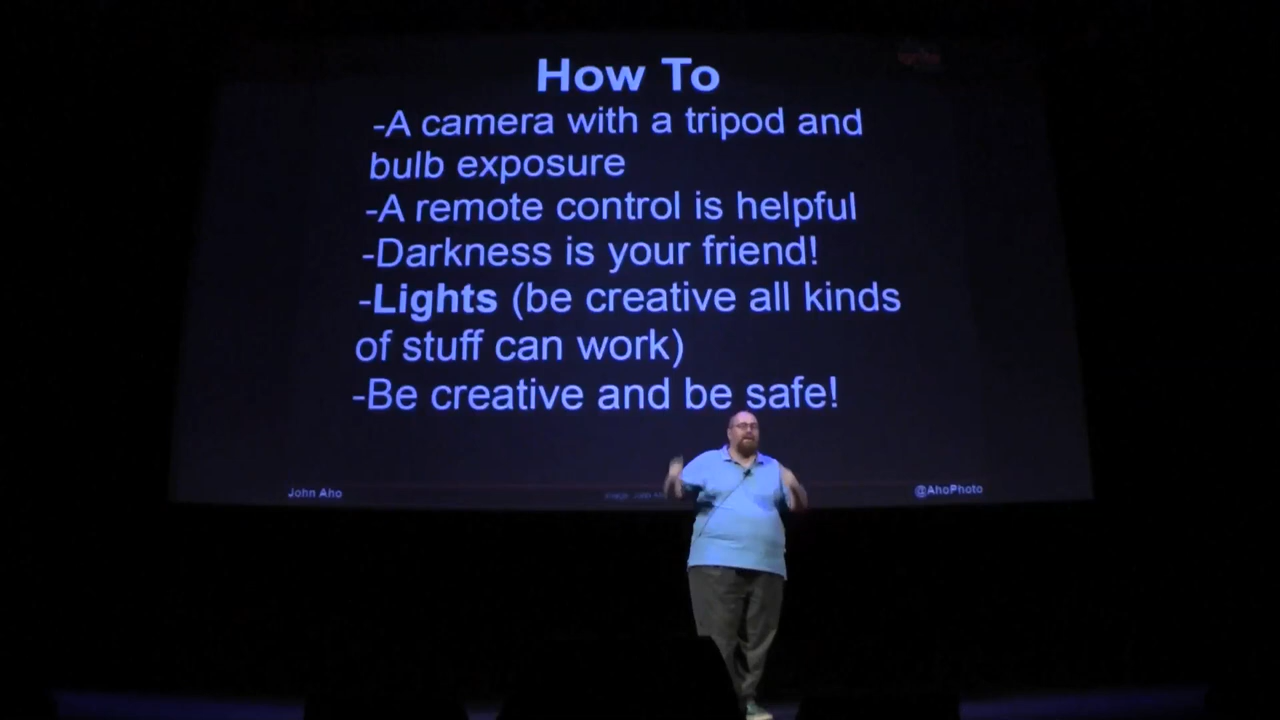 How To
-A camera with a tripod and
bulb exposure
-A remote control is helpful
-Darkness is your friend!
-Lights (be creative all kinds
of stuff can work)
-Be creative and be safe!
John Aho
@AhoPhoto